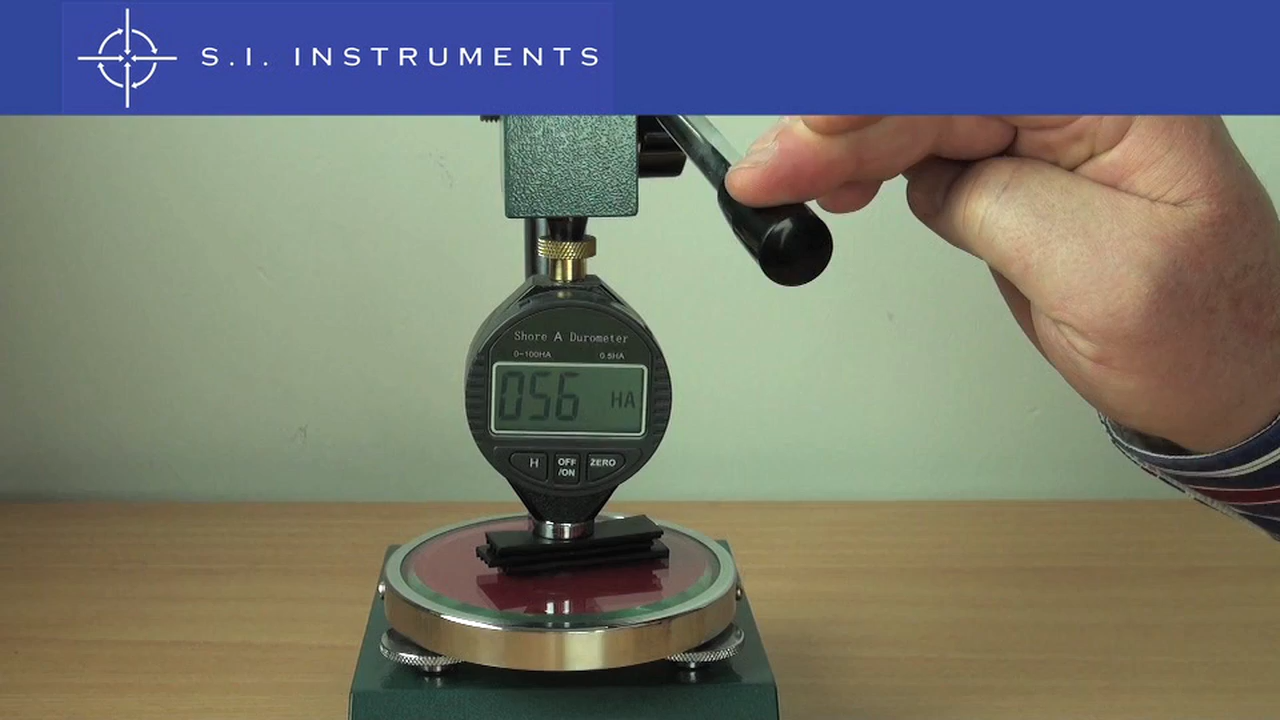 S.I. INSTRUMENTS
Shore A Durometer
0~100HA 0.5HA
056 HA
H OFF/ON ZERO